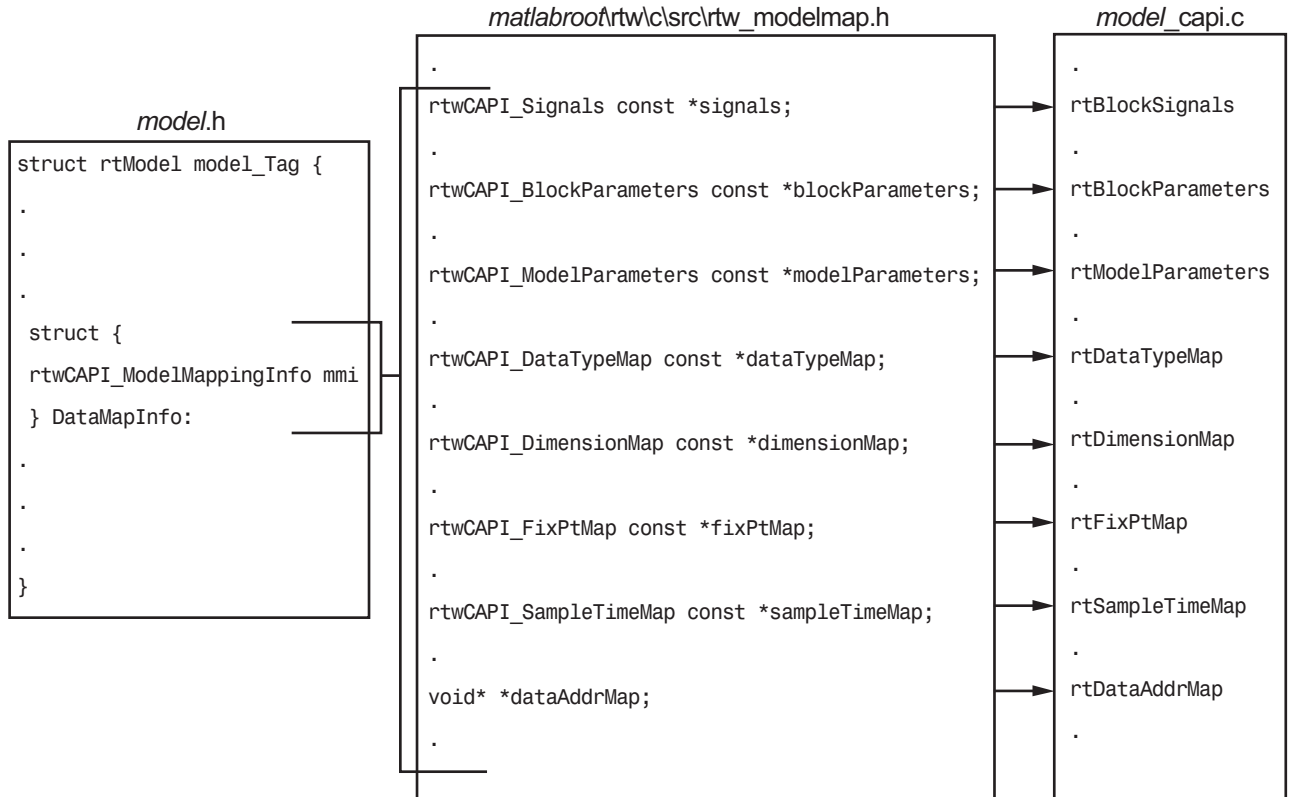 model.h
struct rtModel model_Tag {
.
.
.
struct {
rtwCAPI_ModelMappingInfo mmi
} DataMapInfo:
.
.
.
.
}
matlabroot\rtw\c\src\rtw_modelmap.h
.
rtwCAPI_Signals const *signals;
.
rtwCAPI_BlockParameters const *blockParameters;
.
rtwCAPI_ModelParameters const *modelParameters;
.
rtwCAPI_DataTypeMap const *dataTypeMap;
.
rtwCAPI_DimensionMap const *dimensionMap;
.
rtwCAPI_FixPtMap const *fixPtMap;
.
rtwCAPI_SampleTimeMap const *sampleTimeMap;
.
void* *dataAddrMap;
.
model_capi.c
.
rtBlockSignals
.
rtBlockParameters
.
rtModelParameters
.
rtDataTypeMap
.
rtDimensionMap
.
rtFixPtMap
.
rtSampleTimeMap
.
rtDataAddrMap
.